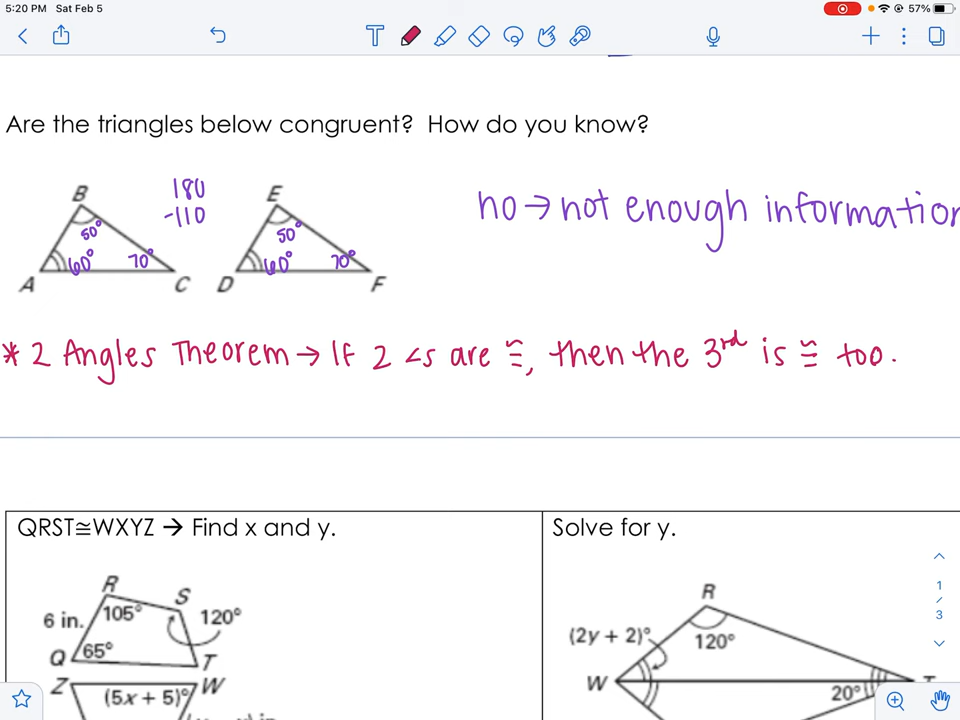 5:20 PM Sat Feb 5
57%
Are the triangles below congruent? How do you know?
B
180
-110
E
no → not enough information
50°
50°
60°
70°
60°
70°
A
C
D
F
* 2 Angles Theorem → If 2 ∠s are ≅, then the 3rd is ≅ too.
QRST≅WXYZ → Find x and y.
Solve for y.
1
/
3
R
S
R
6 in.
105°
120°
(2y + 2)°
120°
Q
65°
T
W
20°
Z
(5x + 5)°
W